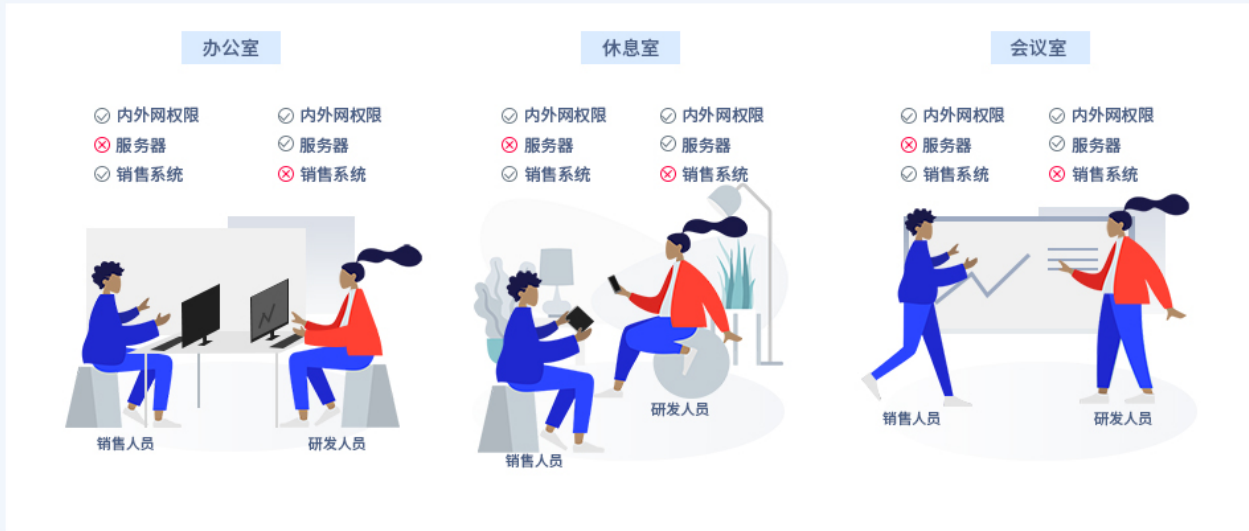 办公室
内外网权限
服务器
销售系统
内外网权限
服务器
销售系统
销售人员
研发人员
休息室
内外网权限
服务器
销售系统
内外网权限
服务器
销售系统
研发人员
销售人员
会议室
内外网权限
服务器
销售系统
内外网权限
服务器
销售系统
销售人员
研发人员